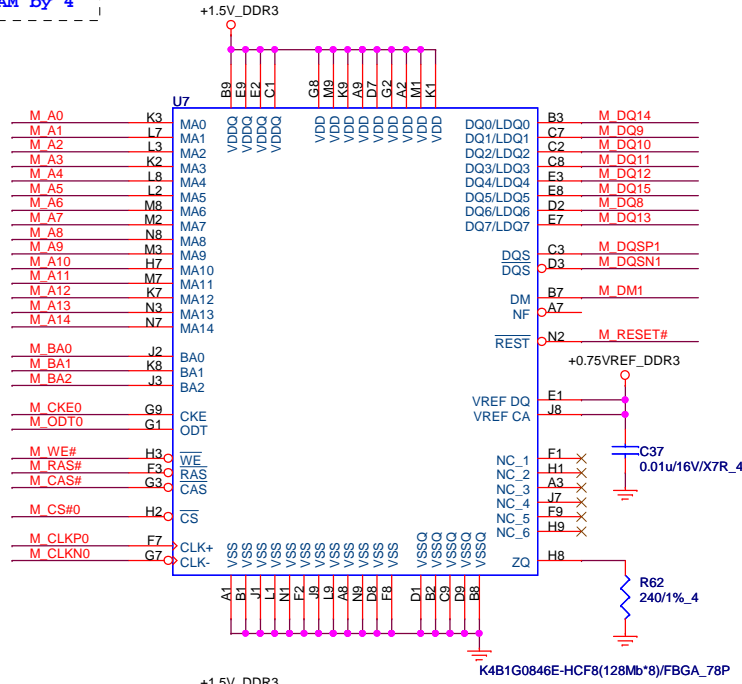 AM by 4
+1.5V_DDR3
B9 E9 E2 C1 G8 M9 K9 A9 D7 G2 A2 M1 K1
U7
VDDQ VDDQ VDDQ VDDQ VDD VDD VDD VDD VDD VDD VDD VDD VDD
M_A0 K3 MA0
M_A1 L7 MA1
M_A2 L3 MA2
M_A3 K2 MA3
M_A4 L8 MA4
M_A5 L2 MA5
M_A6 M8 MA6
M_A7 M2 MA7
M_A8 N8 MA8
M_A9 M3 MA9
M_A10 H7 MA10
M_A11 M7 MA11
M_A12 K7 MA12
M_A13 N3 MA13
M_A14 N7 MA14
M_BA0 J2 BA0
M_BA1 K8 BA1
M_BA2 J3 BA2
M_CKE0 G9 CKE
M_ODT0 G1 ODT
M_WE# H3 WE
M_RAS# F3 RAS
M_CAS# G3 CAS
M_CS#0 H2 CS
M_CLKP0 F7 CLK+
M_CLKN0 G7 CLK-
DQ0/LDQ0 B3 M_DQ14
DQ1/LDQ1 C7 M_DQ9
DQ2/LDQ2 C2 M_DQ10
DQ3/LDQ3 C8 M_DQ11
DQ4/LDQ4 E3 M_DQ12
DQ5/LDQ5 E8 M_DQ15
DQ6/LDQ6 D2 M_DQ8
DQ7/LDQ7 E7 M_DQ13
DQS C3 M_DQSP1
DQS D3 M_DQSN1
DM B7 M_DM1
NF A7
REST N2 M_RESET#
+0.75VREF_DDR3
VREF DQ E1
VREF CA J8
C37
0.01u/16V/X7R_4
NC_1 F1
NC_2 H1
NC_3 A3
NC_4 J7
NC_5 F9
NC_6 H9
ZQ H8
R62
240/1%_4
VSS VSS VSS VSS VSS VSS VSS VSS VSS VSS VSS VSS VSSQ VSSQ VSSQ VSSQ VSSQ
A1 B1 J1 L1 N1 F2 J9 L9 A8 N9 D8 F8 D1 B2 C9 D9 B8
K4B1G0846E-HCF8(128Mb*8)/FBGA_78P
+1.5V_DDR3